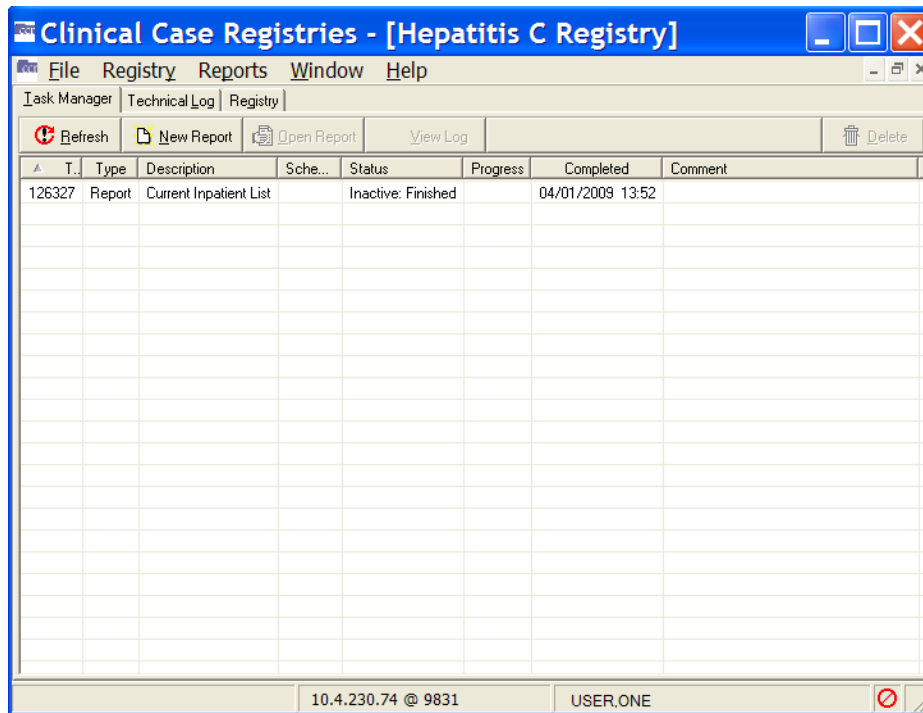 Clinical Case Registries - [Hepatitis C Registry]
File Registry Reports Window Help
Task Manager Technical Log Registry
Refresh New Report Open Report View Log Delete
T.. Type Description Sche... Status Progress Completed Comment
126327 Report Current Inpatient List Inactive: Finished 04/01/2009 13:52
10.4.230.74 @ 9831 USER,ONE